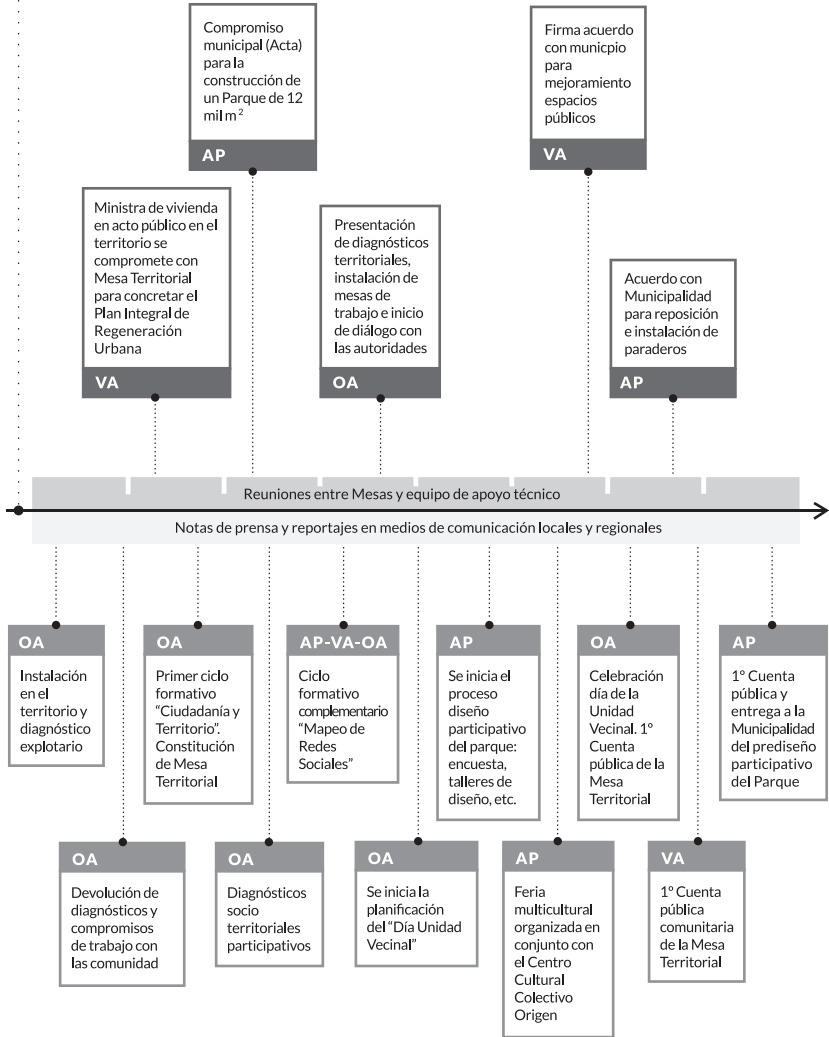 Compromiso
municipal (Acta)
para la
construcción de
un Parque de 12
mil m²
AP
Firma acuerdo
con municpio
para
mejoramiento
espacios
públicos
VA
Ministra de vivienda
en acto público en el
territorio se
compromete con
Mesa Territorial
para concretar el
Plan Integral de
Regeneración
Urbana
VA
Presentación
de diagnósticos
territoriales,
instalación de
mesas de
trabajo e inicio
de diálogo con
las autoridades
OA
Acuerdo con
Municipalidad
para reposición
e instalación de
paraderos
AP
Reuniones entre Mesas y equipo de apoyo técnico
Notas de prensa y reportajes en medios de comunicación locales y regionales
OA
Instalación
en el
territorio y
diagnóstico
explotario
OA
Primer ciclo
formativo
“Ciudadanía y
Territorio”.
Constitución
de Mesa
Territorial
AP-VA-OA
Ciclo
formativo
complementario
“Mapeo de
Redes
Sociales”
AP
Se inicia el
proceso
diseño
participativo
del parque:
encuesta,
talleres de
diseño, etc.
OA
Celebración
día de la
Unidad
Vecinal. 1°
Cuenta
pública de la
Mesa
Territorial
AP
1° Cuenta
pública y
entrega a la
Municipalidad
del prediseño
participativo
del Parque
OA
Devolución de
diagnósticos y
compromisos
de trabajo con
las comunidad
OA
Diagnósticos
socio
territoriales
participativos
OA
Se inicia la
planificación
del “Día Unidad
Vecinal”
AP
Feria
multicultural
organizada en
conjunto con
el Centro
Cultural
Colectivo
Origen
VA
1° Cuenta
pública
comunitaria
de la Mesa
Territorial